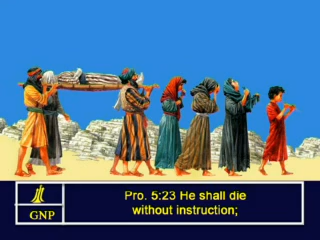 Pro. 5:23 He shall die
without instruction;
GNP